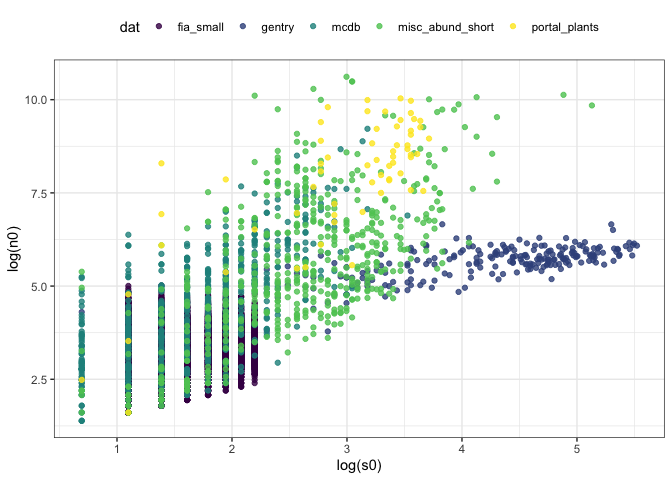 dat fia_small gentry mcdb misc_abund_short portal_plants
10.0
7.5
5.0
2.5
log(n0)
1 2 3 4 5
log(s0)